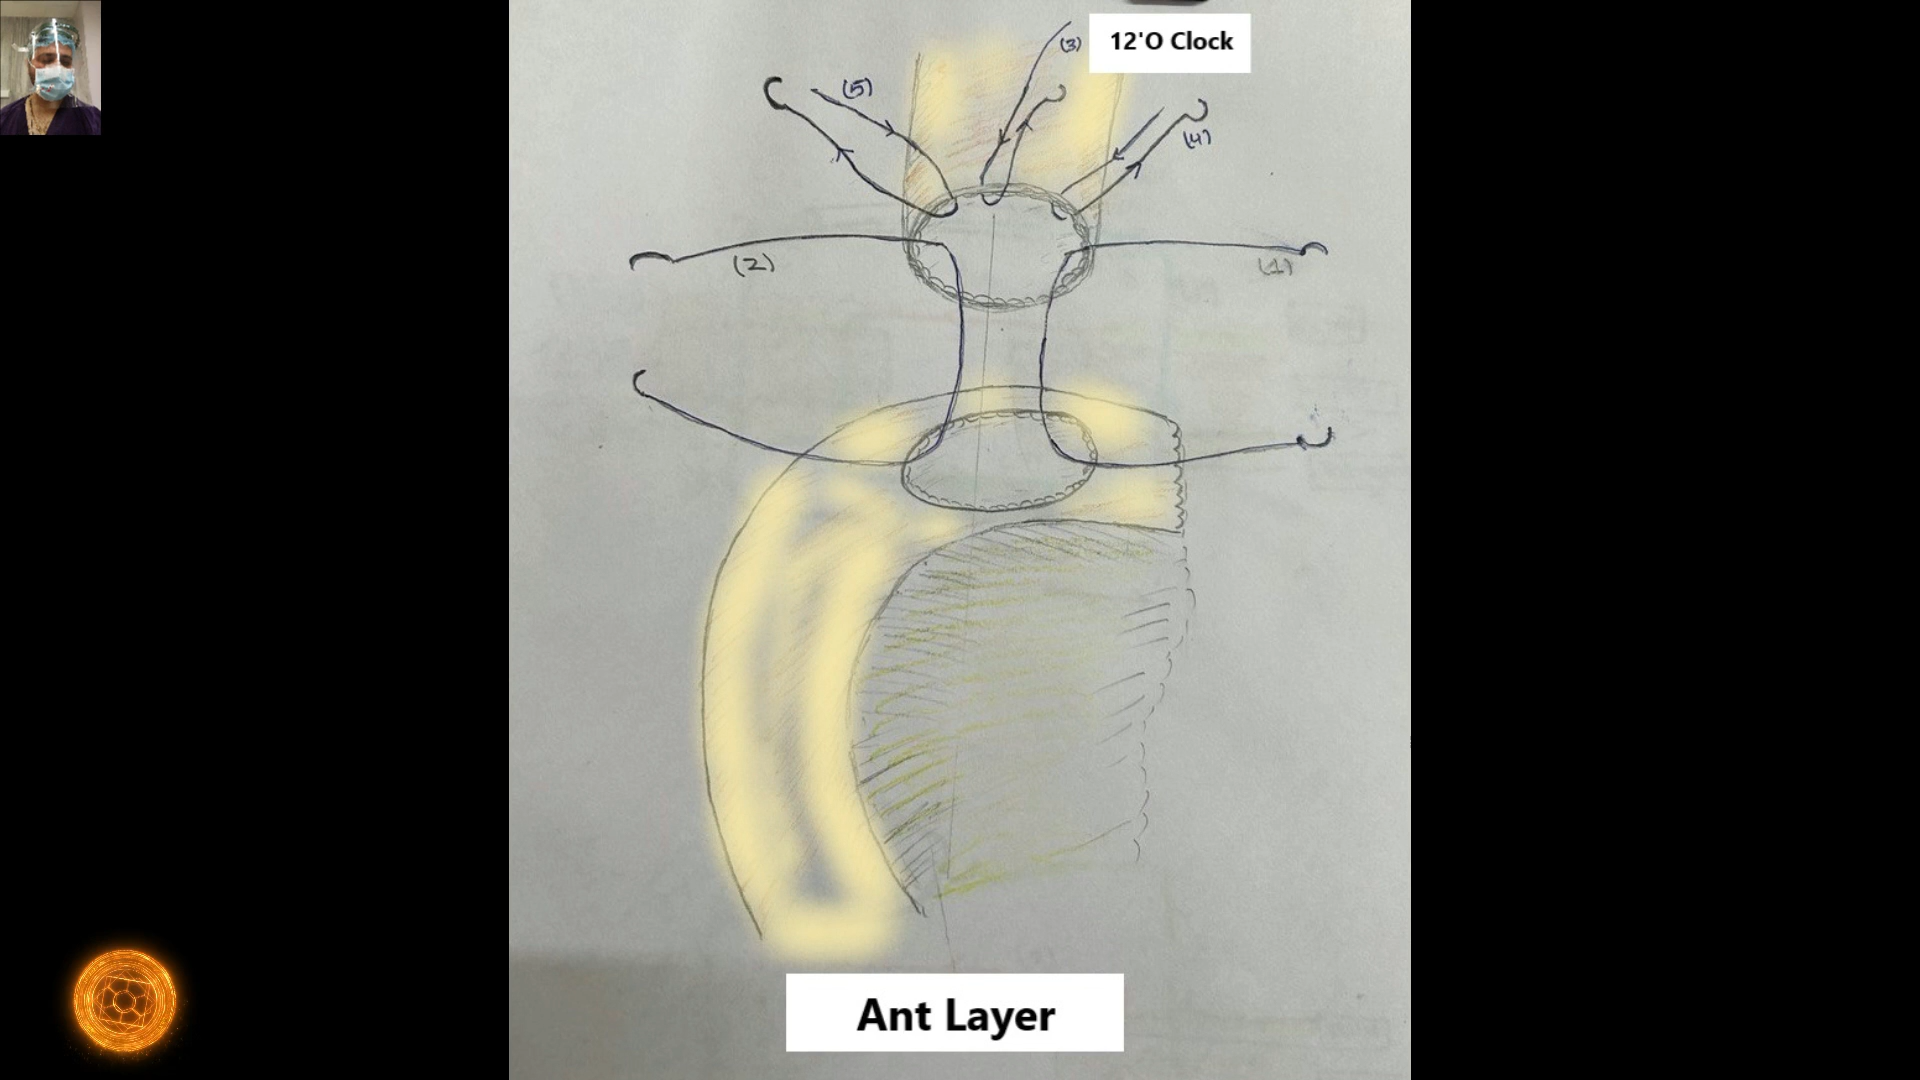 12'O Clock
(3)
(5)
(4)
(2)
(1)
Ant Layer